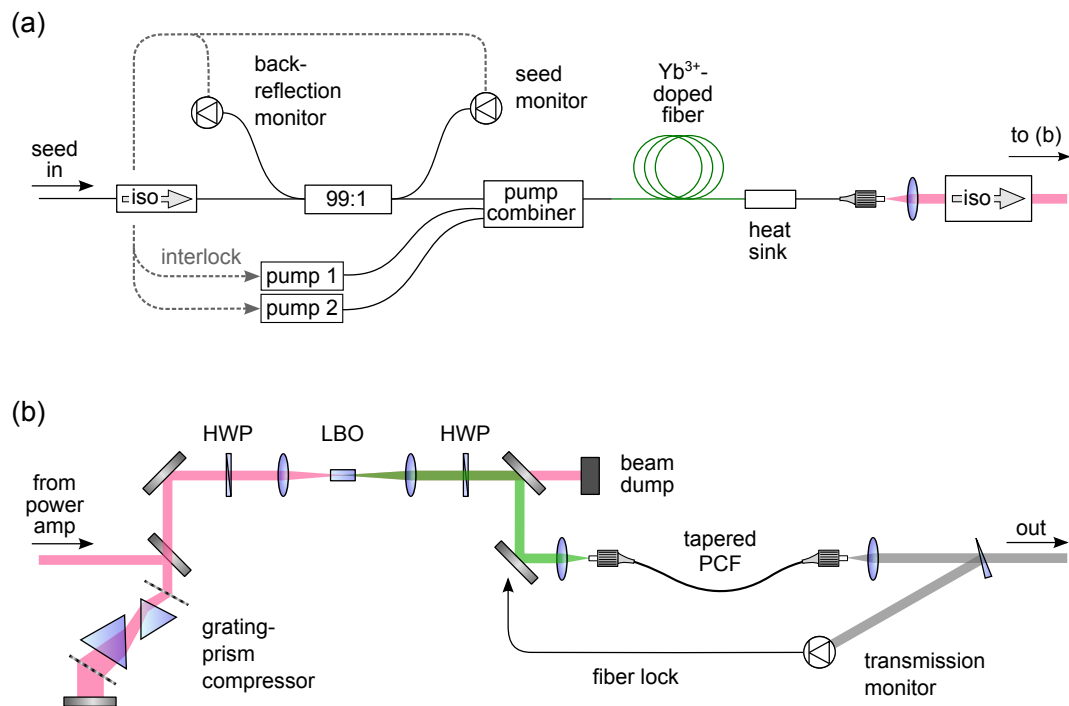 (a)
back-
reflection
monitor
seed
monitor
Yb³⁺-
doped
fiber
to (b)
seed
in
iso
99:1
pump
combiner
iso
heat
sink
interlock
pump 1
pump 2
(b)
HWP
LBO
HWP
beam
dump
from
power
amp
tapered
PCF
out
grating-
prism
compressor
fiber lock
transmission
monitor